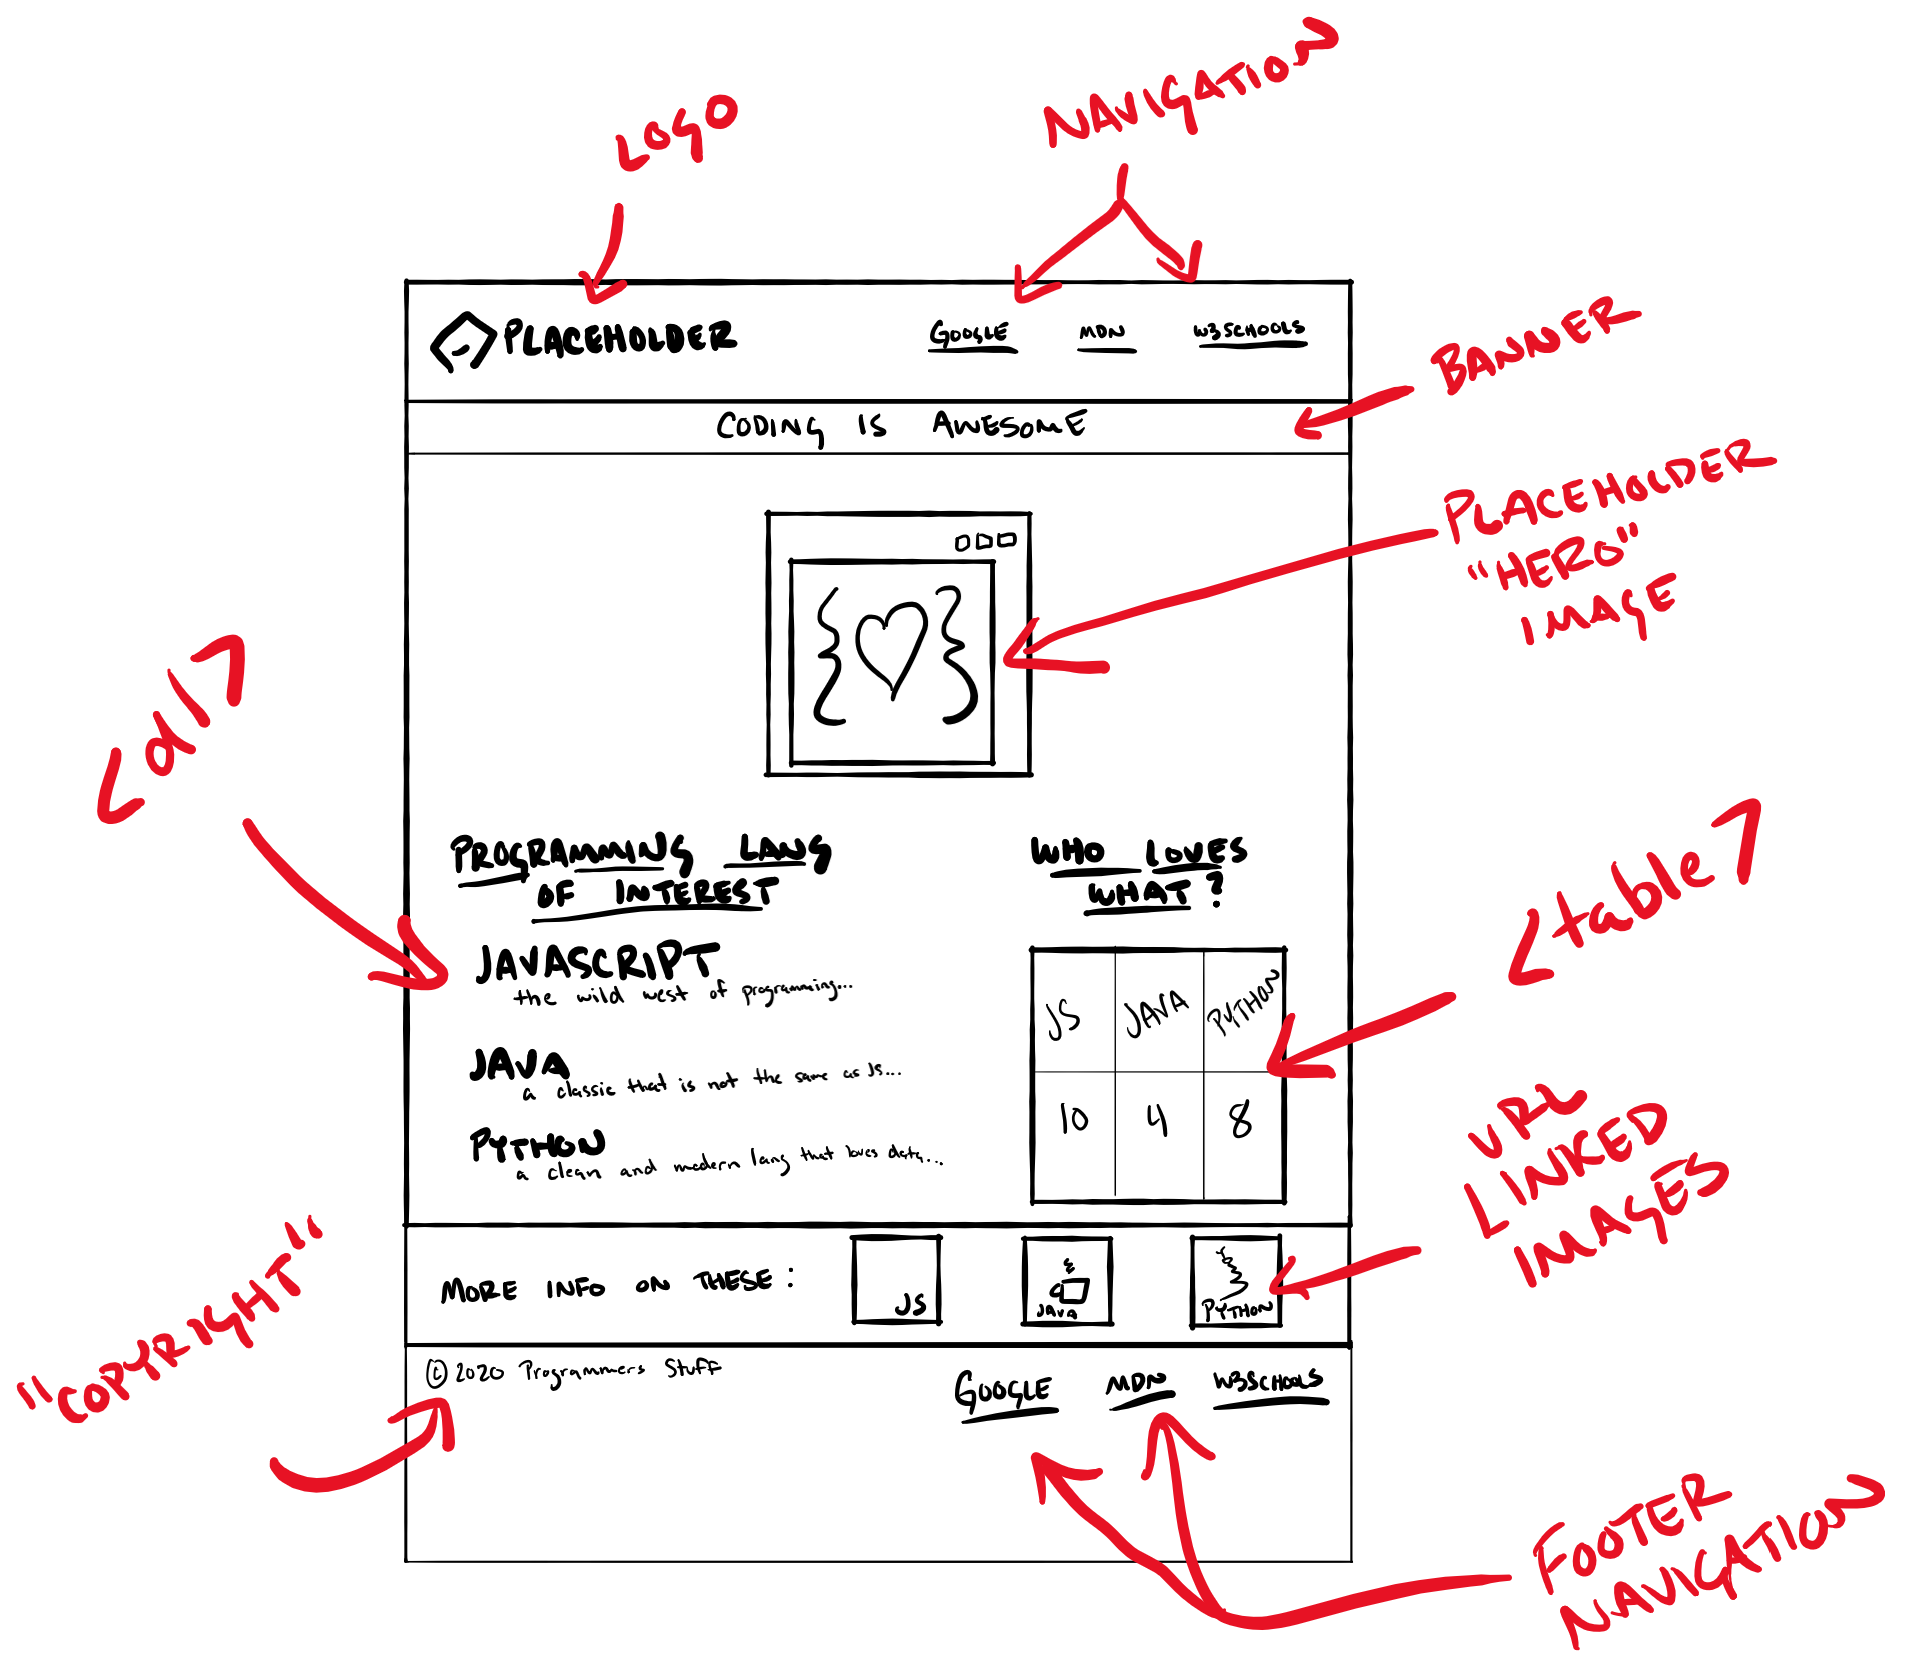 LOGO
NAVIGATION
PLACEHOLDER
GOOGLE
MDN
W3SCHOOLS
BANNER
CODING IS AWESOME
PLACEHOLDER
"HERO"
IMAGE
<dl>
PROGRAMMING LANG
OF INTEREST
WHO LOVES
WHAT?
<table>
JAVASCRIPT
the wild west of programming...
JAVA
a classic that is not the same as JS...
PYTHON
a clean and modern lang that loves data...
JS JAVA PYTHON
10 4 8
URL
LINKED
IMAGES
MORE INFO ON THESE:
JS
JAVA
PYTHON
"COPYRIGHT"
© 2020 Programmers Stuff
GOOGLE
MDN
W3SCHOOLS
FOOTER
NAVIGATION